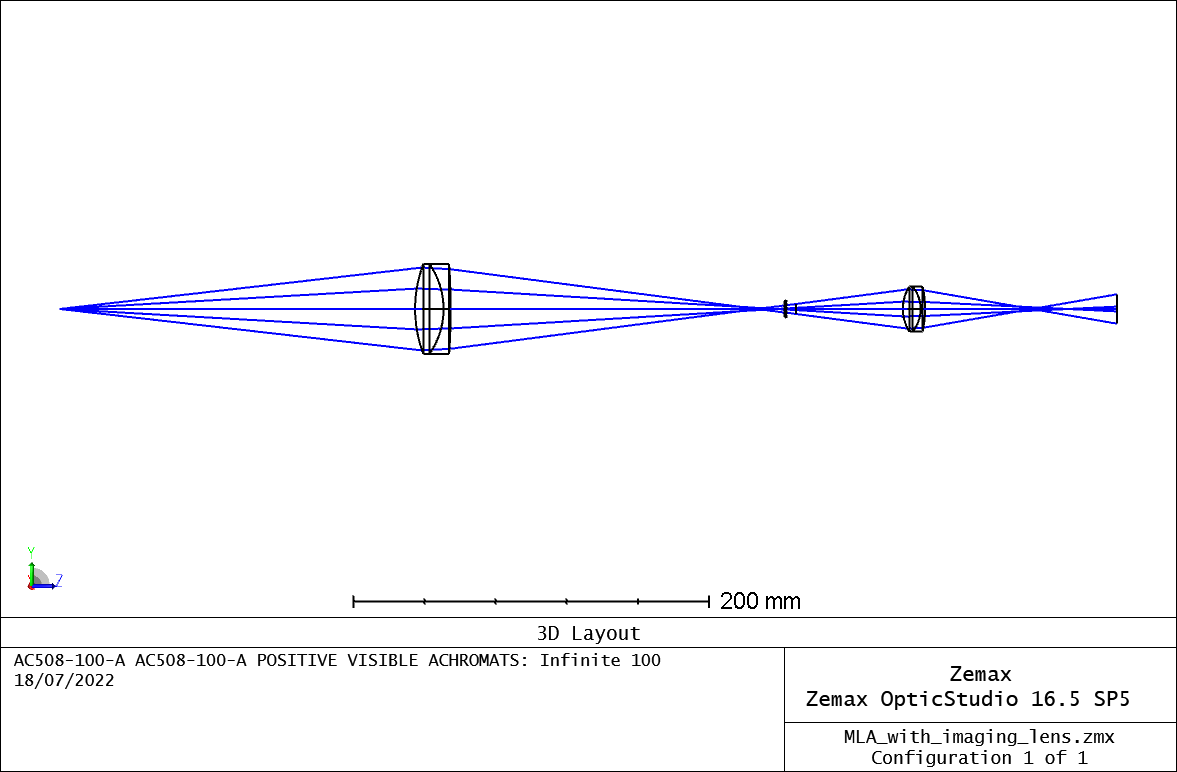 Y
Z
200 mm
3D Layout
AC508-100-A AC508-100-A POSITIVE VISIBLE ACHROMATS: Infinite 100
18/07/2022
Zemax
Zemax OpticStudio 16.5 SP5
MLA_with_imaging_lens.zmx
Configuration 1 of 1